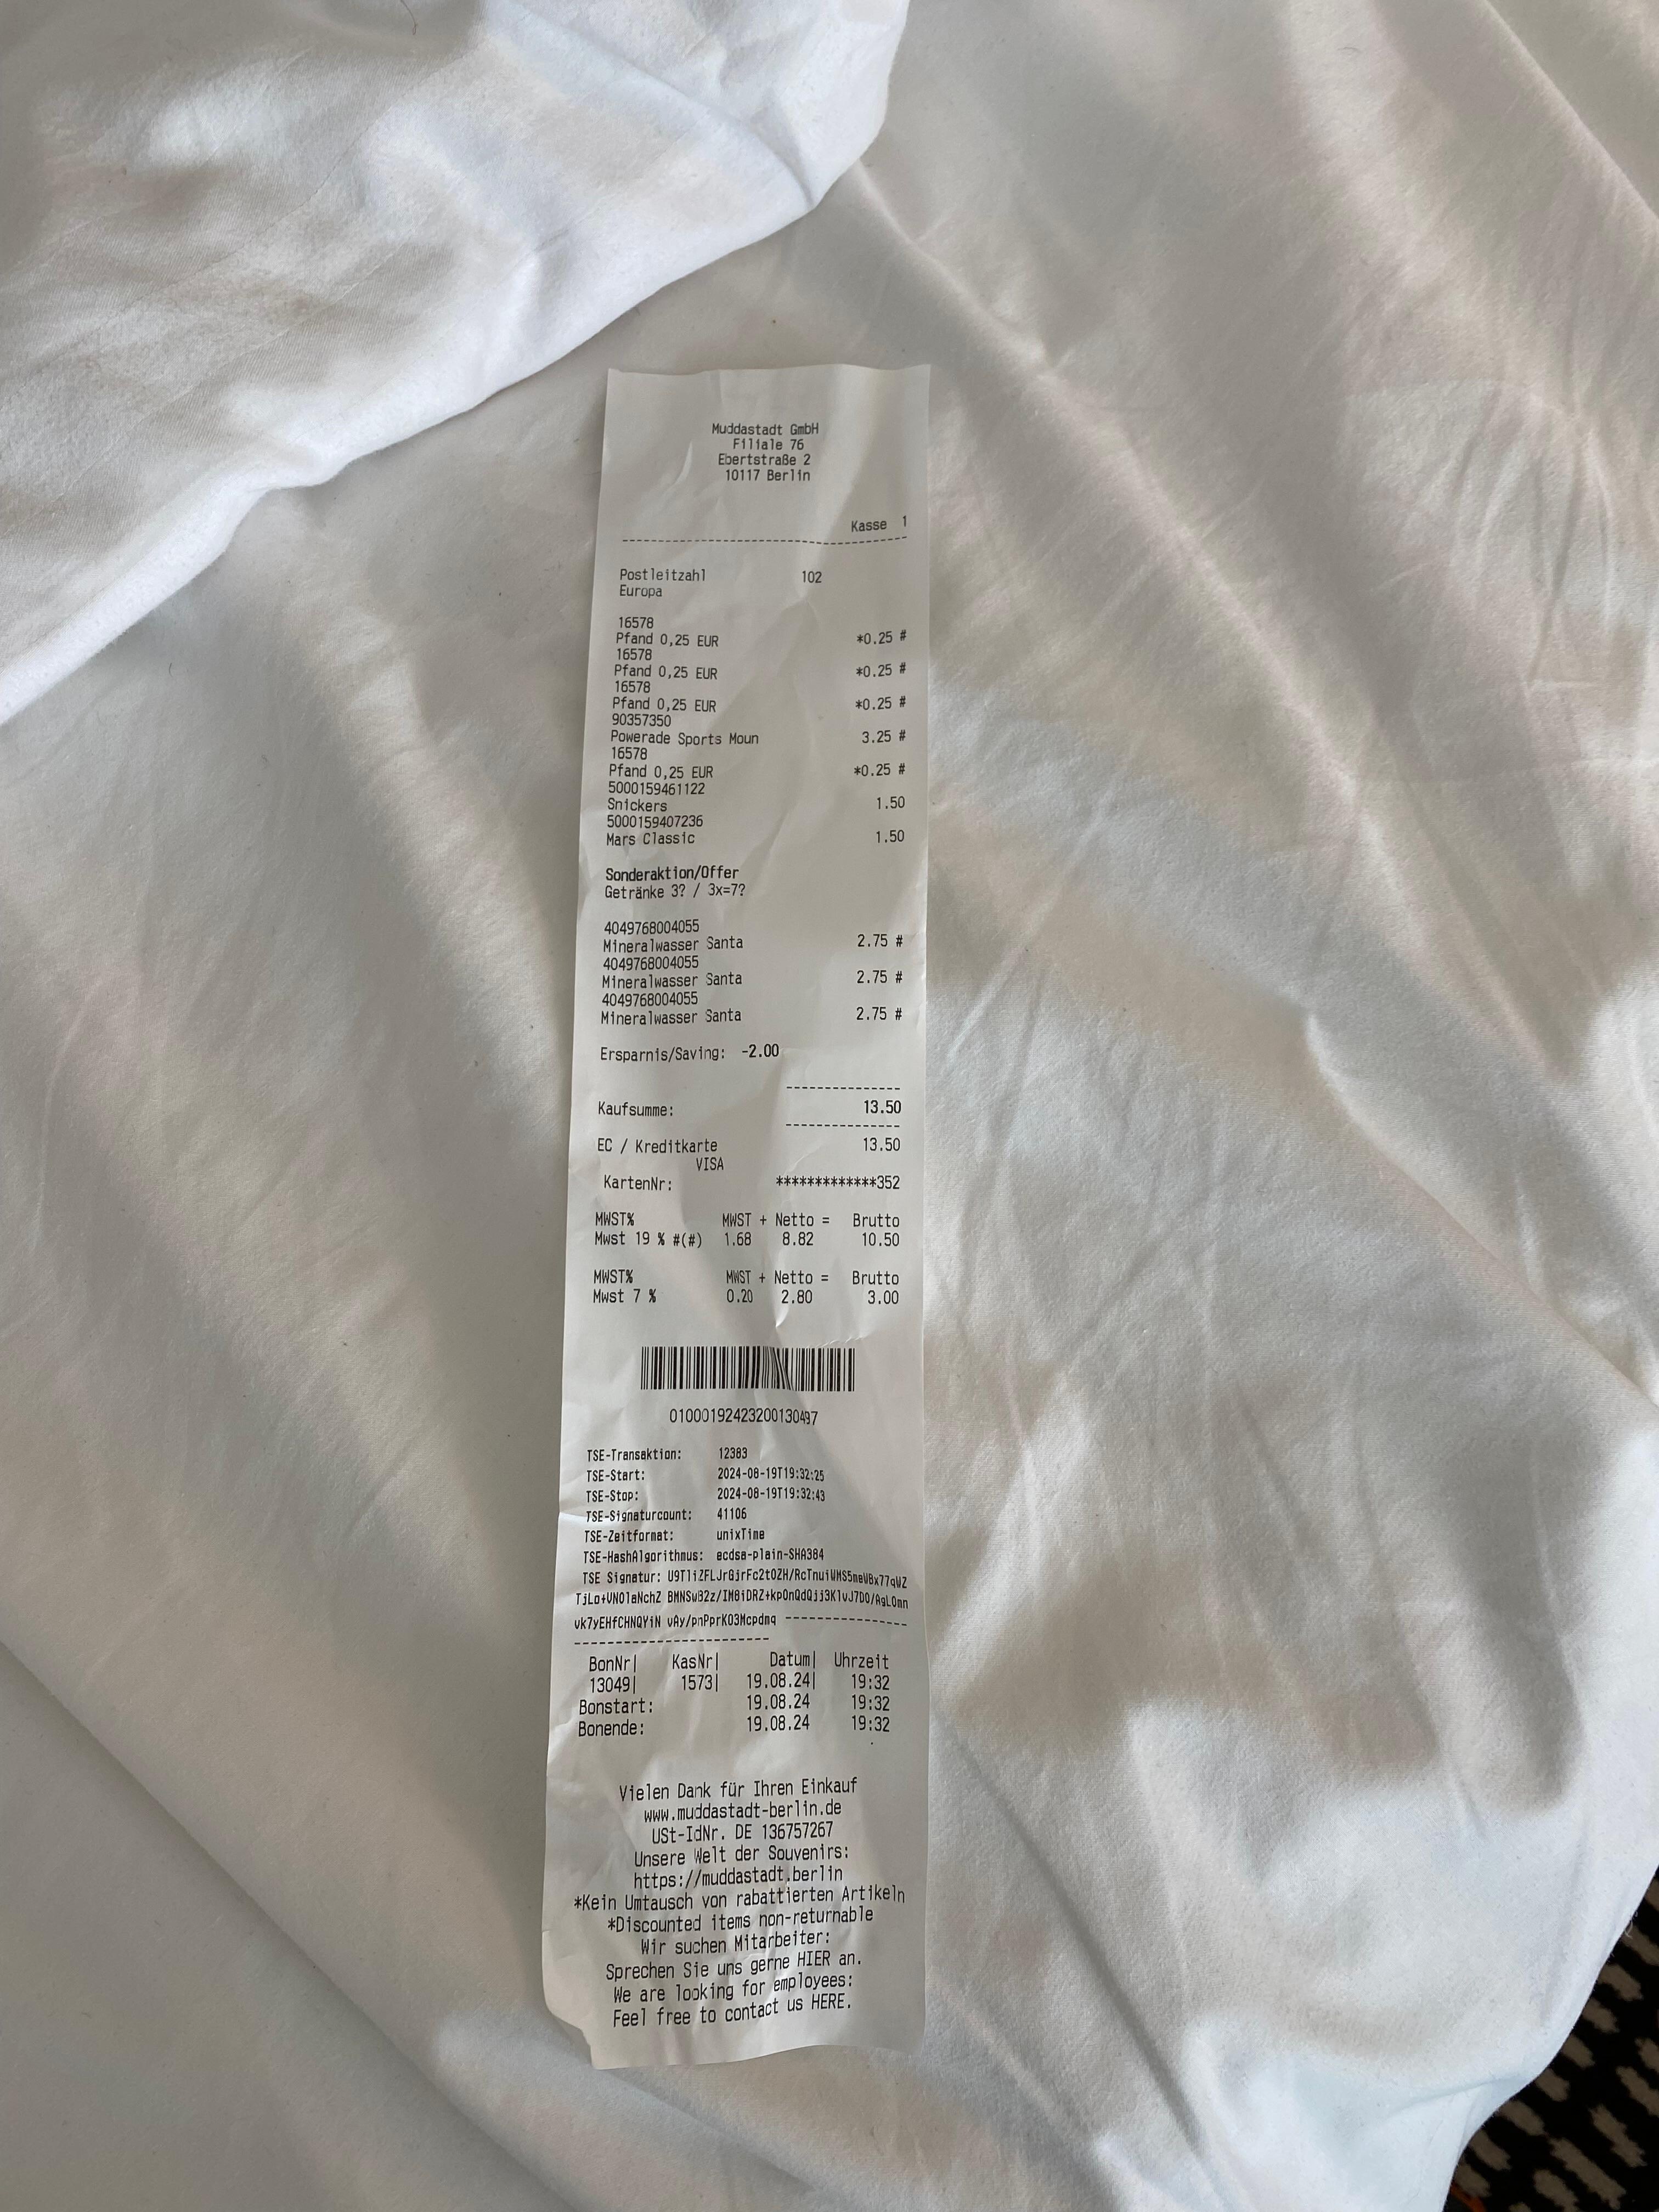 Muddastadt GmbH
Filiale 76
Ebertstraße 2
10117 Berlin
Kasse 1
Postleitzahl 102
Europa
16578
Pfand 0,25 EUR *0.25 #
16578
Pfand 0,25 EUR *0.25 #
16578
Pfand 0,25 EUR *0.25 #
90357350
Powerade Sports Moun 3.25 #
16578
Pfand 0,25 EUR *0.25 #
5000159461122
Snickers 1.50
5000159407236
Mars Classic 1.50
Sonderaktion/Offer
Getränke 3? / 3x=7?
4049768004055
Mineralwasser Santa 2.75 #
4049768004055
Mineralwasser Santa 2.75 #
4049768004055
Mineralwasser Santa 2.75 #
Ersparnis/Saving: -2.00
Kaufsumme: 13.50
EC / Kreditkarte 13.50
VISA
KartenNr: *************352
MWST% MWST + Netto = Brutto
Mwst 19 % #(#) 1.68 8.82 10.50
MWST% MWST + Netto = Brutto
Mwst 7 % 0.20 2.80 3.00
01000192423200130497
TSE-Transaktion: 12383
TSE-Start: 2024-08-19T19:32:25
TSE-Stop: 2024-08-19T19:32:43
TSE-Signaturcount: 41106
TSE-Zeitformat: unixTime
TSE-HashAlgorithmus: ecdsa-plain-SHA384
TSE Signatur:
BonNr| KasNr| Datum| Uhrzeit
13049| 1573| 19.08.24| 19:32
Bonstart: 19.08.24 19:32
Bonende: 19.08.24 19:32
Vielen Dank für Ihren Einkauf
www.muddastadt-berlin.de
USt-IdNr. DE 136757267
Unsere Welt der Souvenirs:
https://muddastadt.berlin
*Kein Umtausch von rabattierten Artikeln
*Discounted items non-returnable
Wir suchen Mitarbeiter:
Sprechen Sie uns gerne HIER an.
We are looking for employees:
Feel free to contact us HERE.